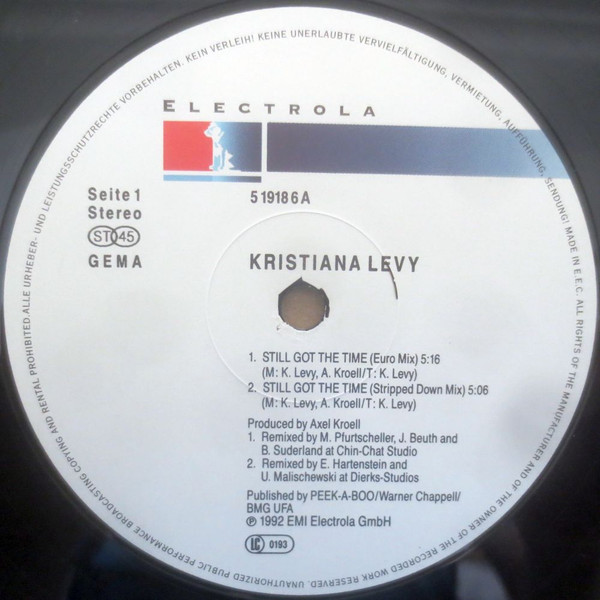 ALLE URHEBER- UND LEISTUNGSSCHUTZRECHTE VORBEHALTEN. KEIN VERLEIH! KEINE UNERLAUBTE VERVIELFÄLTIGUNG, VERMIETUNG, AUFFÜHRUNG, SENDUNG! MADE IN E.E.C. ALL RIGHTS OF THE MANUFACTURER AND OF THE OWNER OF THE RECORDED WORK RESERVED. UNAUTHORIZED PUBLIC PERFORMANCE BROADCASTING COPYING AND RENTAL PROHIBITED.
ELECTROLA
Seite 1
Stereo
ST 45
GEMA
5 19186 A
KRISTIANA LEVY
1. STILL GOT THE TIME (Euro Mix) 5:16
(M: K. Levy, A. Kroell/T: K. Levy)
2. STILL GOT THE TIME (Stripped Down Mix) 5:06
(M: K. Levy, A. Kroell/T: K. Levy)
Produced by Axel Kroell
1. Remixed by M. Pfurtscheller, J. Beuth and
B. Suderland at Chin-Chat Studio
2. Remixed by E. Hartenstein and
U. Malischewski at Dierks-Studios
Published by PEEK-A-BOO/Warner Chappell/
BMG UFA
℗ 1992 EMI Electrola GmbH
LC 0193